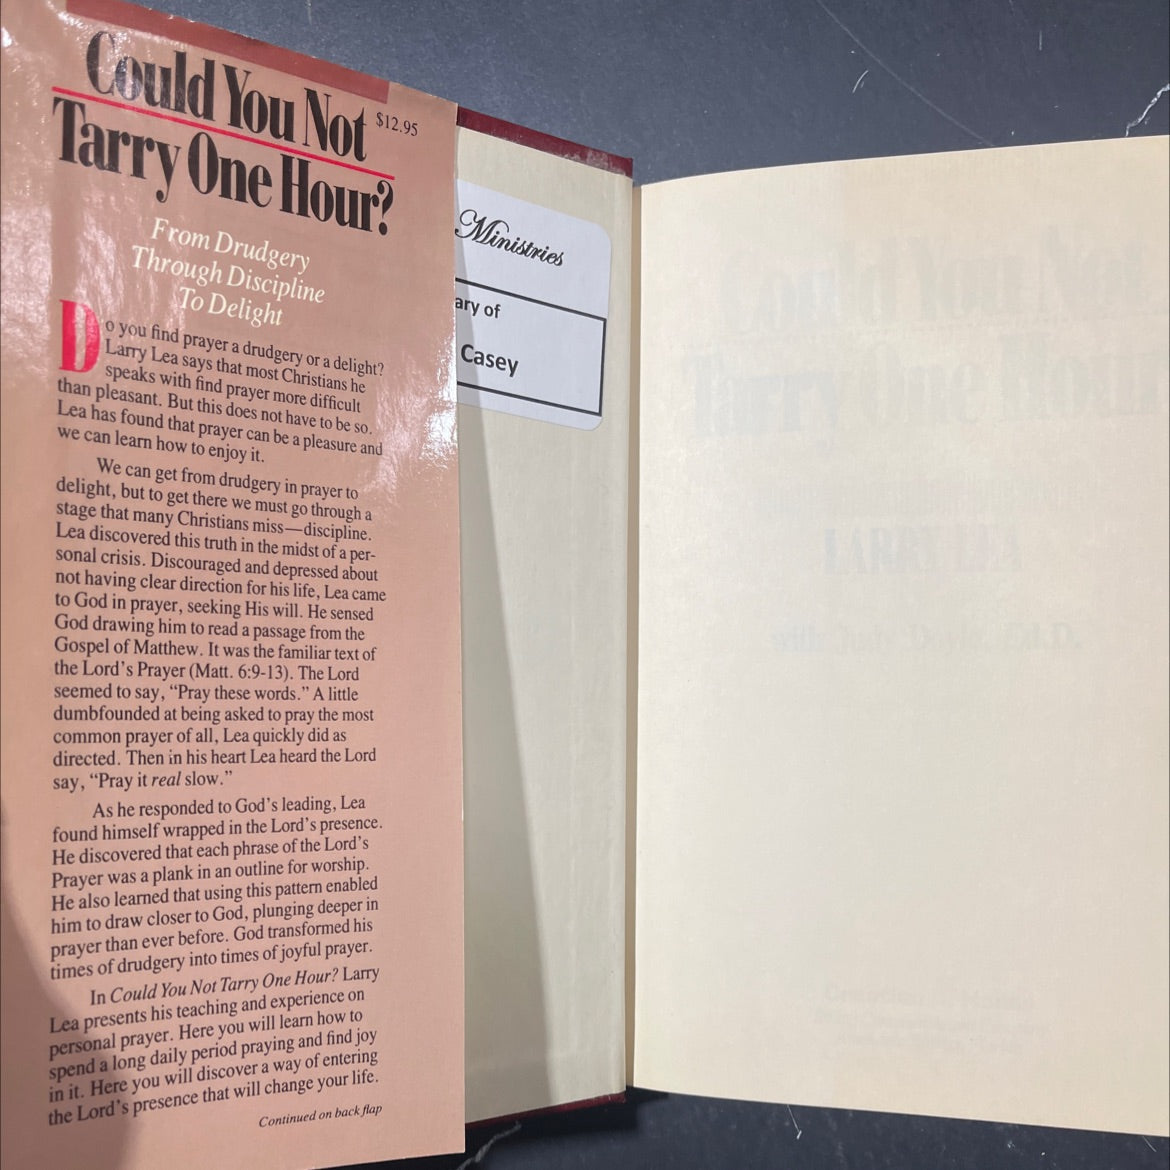 Could You Not
Tarry One Hour?
$12.95
From Drudgery
Through Discipline
To Delight
Do you find prayer a drudgery or a delight?
Larry Lea says that most Christians he
speaks with find prayer more difficult
than pleasant. But this does not have to be so.
Lea has found that prayer can be a pleasure and
we can learn how to enjoy it.
We can get from drudgery in prayer to
delight, but to get there we must go through a
stage that many Christians miss—discipline.
Lea discovered this truth in the midst of a per-
sonal crisis. Discouraged and depressed about
not having clear direction for his life, Lea came
to God in prayer, seeking His will. He sensed
God drawing him to read a passage from the
Gospel of Matthew. It was the familiar text of
the Lord's Prayer (Matt. 6:9-13). The Lord
seemed to say, “Pray these words.” A little
dumbfounded at being asked to pray the most
common prayer of all, Lea quickly did as
directed. Then in his heart Lea heard the Lord
say, “Pray it real slow.”
As he responded to God's leading, Lea
found himself wrapped in the Lord's presence.
He discovered that each phrase of the Lord's
Prayer was a plank in an outline for worship.
He also learned that using this pattern enabled
him to draw closer to God, plunging deeper in
prayer than ever before. God transformed his
times of drudgery into times of joyful prayer.
In Could You Not Tarry One Hour? Larry
Lea presents his teaching and experience on
personal prayer. Here you will learn how to
spend a long daily period praying and find joy
in it. Here you will discover a way of entering
the Lord's presence that will change your life.
Continued on back flap
Ministries
ary of
Casey
Could You Not
Tarry One Hour
LARRY LEA